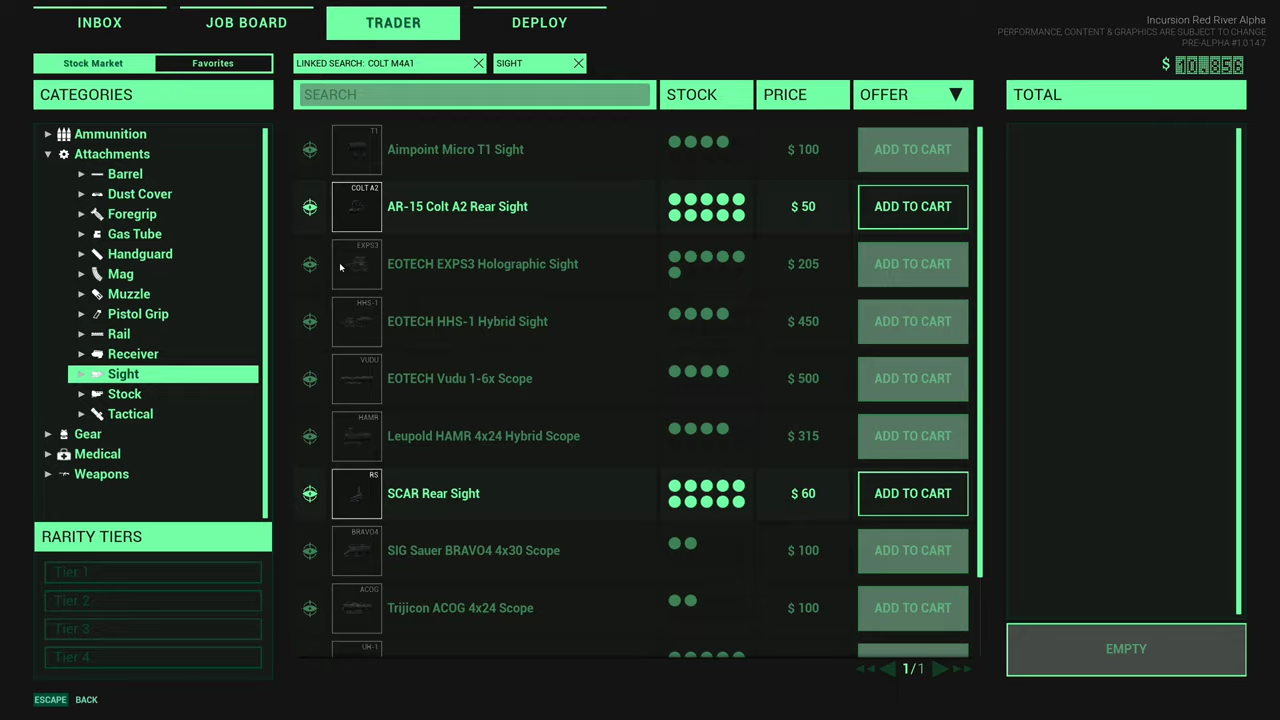 INBOX
JOB BOARD
TRADER
DEPLOY
Incursion Red River Alpha
PERFORMANCE, CONTENT & GRAPHICS ARE SUBJECT TO CHANGE
PRE-ALPHA #1.0.14.7
Stock Market
Favorites
LINKED SEARCH: COLT M4A1
SIGHT
$
CATEGORIES
SEARCH
STOCK
PRICE
OFFER
TOTAL
Ammunition
Attachments
Barrel
Dust Cover
Foregrip
Gas Tube
Handguard
Mag
Muzzle
Pistol Grip
Rail
Receiver
Sight
Stock
Tactical
Gear
Medical
Weapons
T1
Aimpoint Micro T1 Sight
$ 100
ADD TO CART
COLT A2
AR-15 Colt A2 Rear Sight
$ 50
ADD TO CART
EXPS3
EOTECH EXPS3 Holographic Sight
$ 205
ADD TO CART
HHS-1
EOTECH HHS-1 Hybrid Sight
$ 450
ADD TO CART
VUDU
EOTECH Vudu 1-6x Scope
$ 500
ADD TO CART
HAMR
Leupold HAMR 4x24 Hybrid Scope
$ 315
ADD TO CART
RS
SCAR Rear Sight
$ 60
ADD TO CART
BRAVO4
SIG Sauer BRAVO4 4x30 Scope
$ 100
ADD TO CART
ACOG
Trijicon ACOG 4x24 Scope
$ 100
ADD TO CART
UH-1
RARITY TIERS
Tier 1
Tier 2
Tier 3
Tier 4
EMPTY
1/1
ESCAPE
BACK